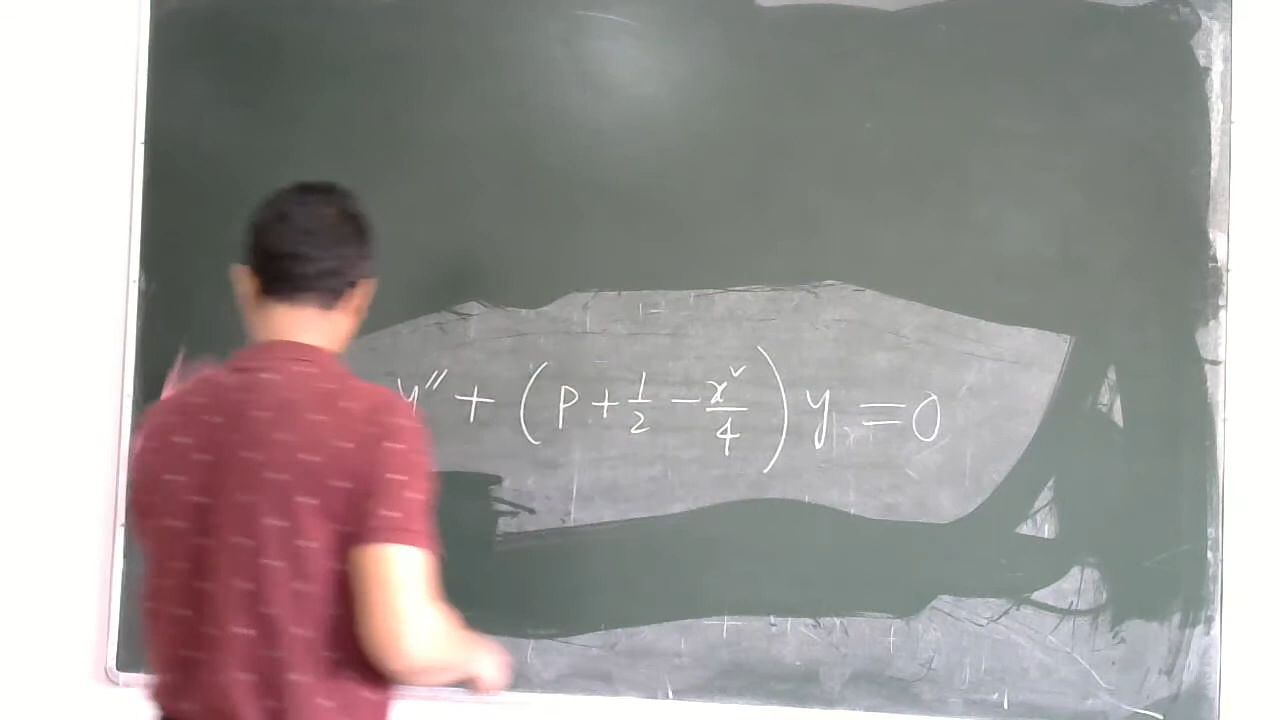 y″ + (p + 1/2 − x²/4) y = 0